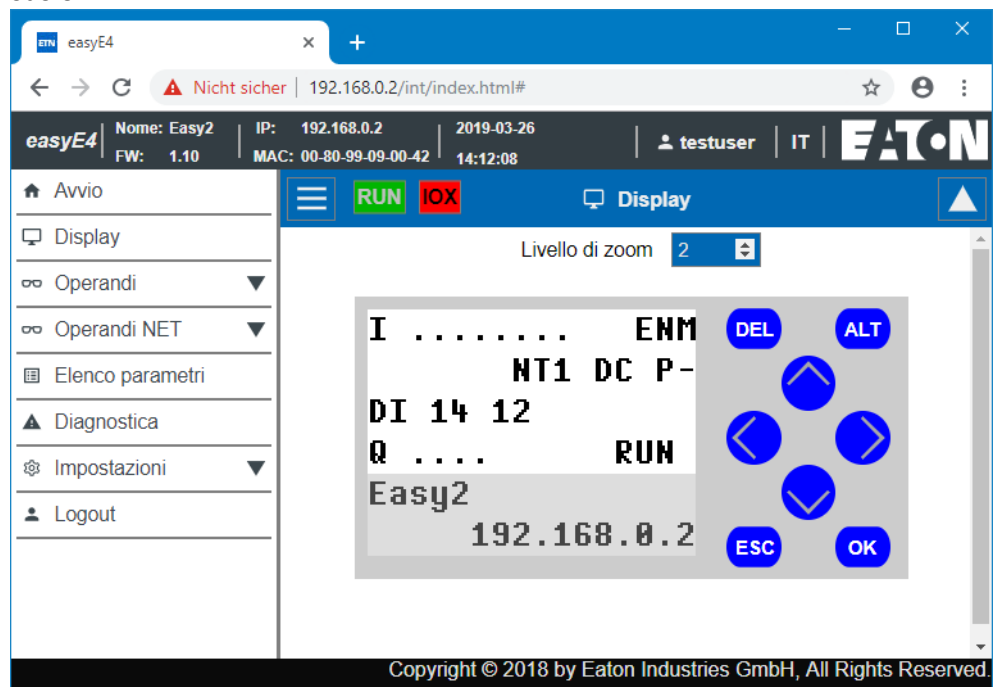 easyE4
Nicht sicher | 192.168.0.2/int/index.html#
easyE4 Nome: Easy2 IP: 192.168.0.2 2019-03-26 testuser IT EATON
FW: 1.10 MAC: 00-80-99-09-00-42 14:12:08
Avvio
Display
Operandi
Operandi NET
Elenco parametri
Diagnostica
Impostazioni
Logout
RUN IOX Display
Livello di zoom 2
I ........ ENM
NT1 DC P-
DI 14 12
Q .... RUN
Easy2
192.168.0.2
DEL ALT
ESC OK
Copyright © 2018 by Eaton Industries GmbH, All Rights Reserved.